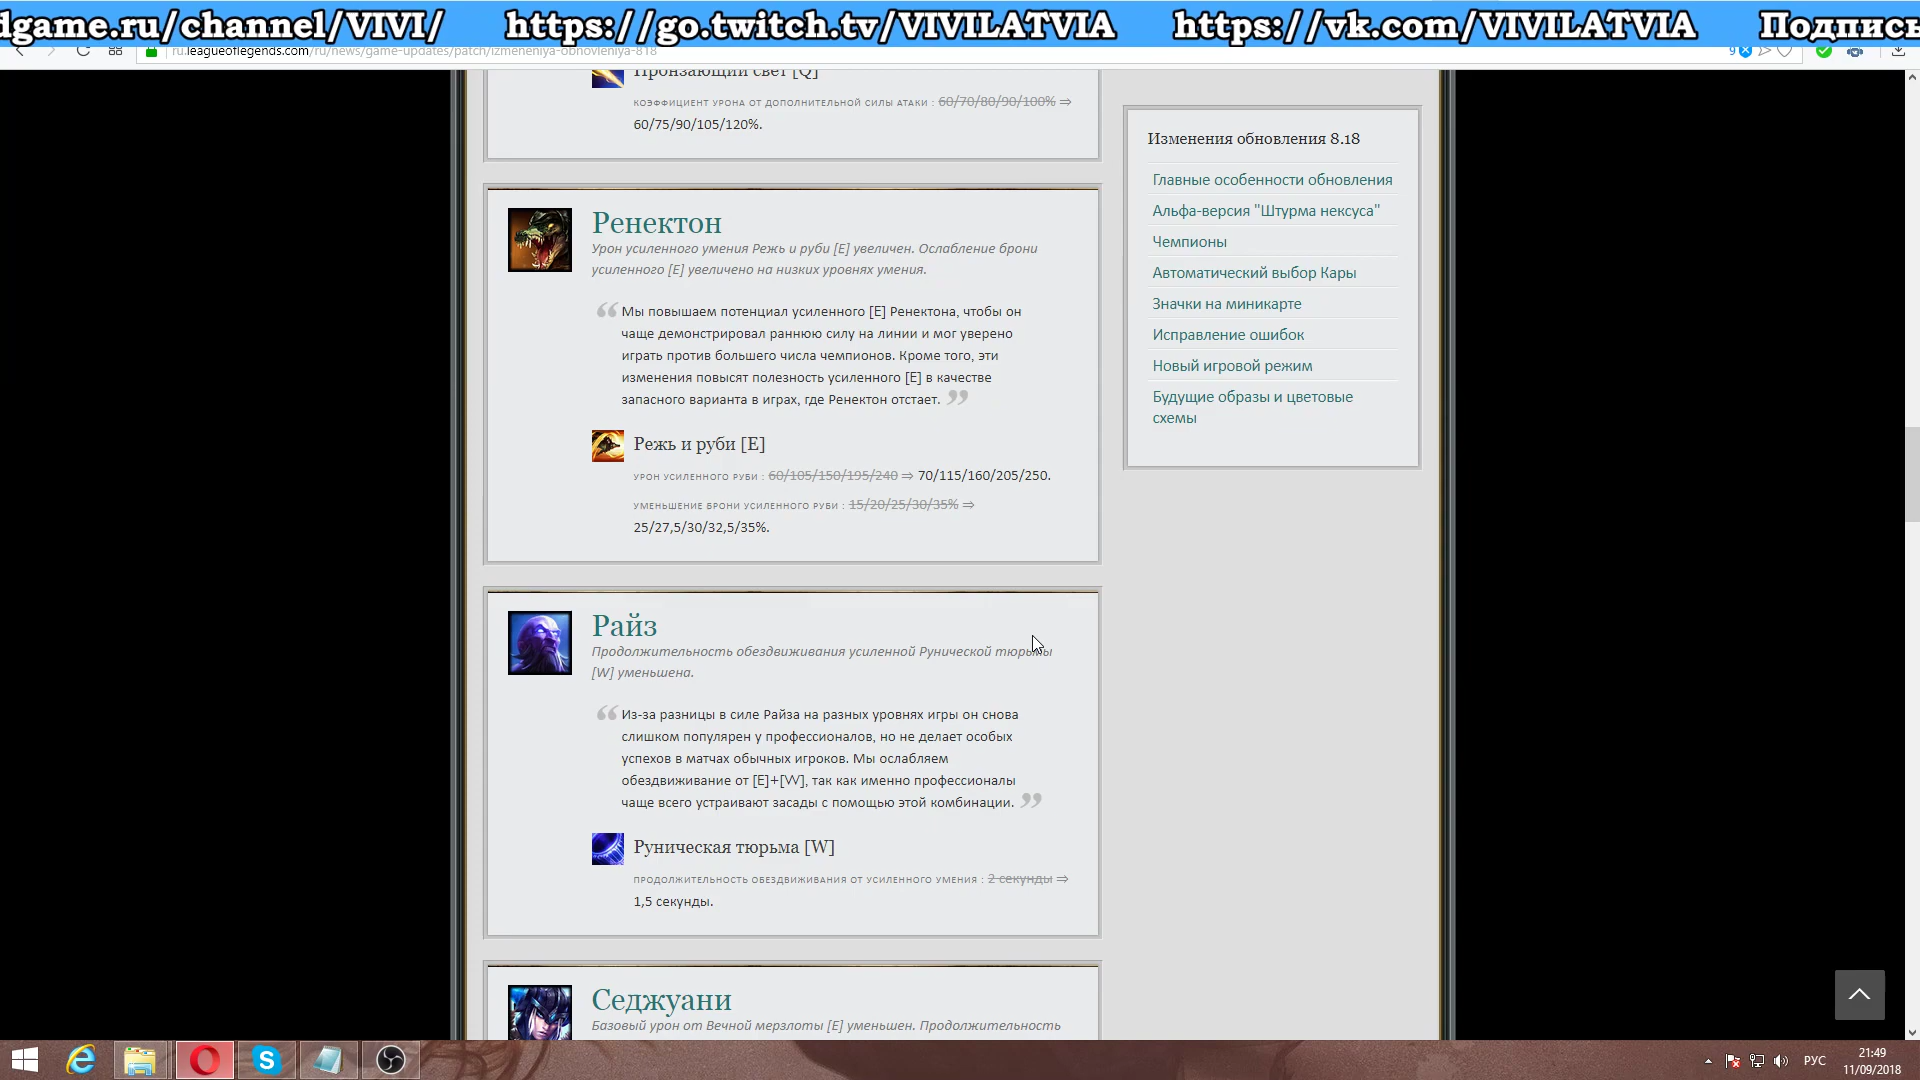 dgame.ru/channel/VIVI/ https://go.twitch.tv/VIVILATVIA https://vk.com/VIVILATVIA Подпись
ru.leagueoflegends.com/ru/news/game-updates/patch/izmeneniya-obnovleniya-818
9
Пронзающий свет [Q]
КОЭФФИЦИЕНТ УРОНА ОТ ДОПОЛНИТЕЛЬНОЙ СИЛЫ АТАКИ : 60/70/80/90/100% ⇒
60/75/90/105/120%.
Ренектон
Урон усиленного умения Режь и руби [E] увеличен. Ослабление брони
усиленного [E] увеличено на низких уровнях умения.
“ Мы повышаем потенциал усиленного [E] Ренектона, чтобы он
чаще демонстрировал раннюю силу на линии и мог уверено
играть против большего числа чемпионов. Кроме того, эти
изменения повысят полезность усиленного [E] в качестве
запасного варианта в играх, где Ренектон отстает. ”
Режь и руби [E]
УРОН УСИЛЕННОГО РУБИ : 60/105/150/195/240 ⇒ 70/115/160/205/250.
УМЕНЬШЕНИЕ БРОНИ УСИЛЕННОГО РУБИ : 15/20/25/30/35% ⇒
25/27,5/30/32,5/35%.
Райз
Продолжительность обездвиживания усиленной Рунической тюрьмы
[W] уменьшена.
“ Из-за разницы в силе Райза на разных уровнях игры он снова
слишком популярен у профессионалов, но не делает особых
успехов в матчах обычных игроков. Мы ослабляем
обездвиживание от [E]+[W], так как именно профессионалы
чаще всего устраивают засады с помощью этой комбинации. ”
Руническая тюрьма [W]
ПРОДОЛЖИТЕЛЬНОСТЬ ОБЕЗДВИЖИВАНИЯ ОТ УСИЛЕННОГО УМЕНИЯ : 2 секунды ⇒
1,5 секунды.
Седжуани
Базовый урон от Вечной мерзлоты [E] уменьшен. Продолжительность
Изменения обновления 8.18
Главные особенности обновления
Альфа-версия "Штурма нексуса"
Чемпионы
Автоматический выбор Кары
Значки на миникарте
Исправление ошибок
Новый игровой режим
Будущие образы и цветовые
схемы
РУС
21:49
11/09/2018